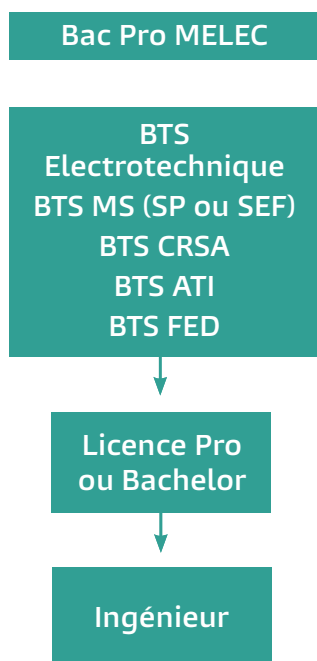 Bac Pro MELEC
BTS
Electrotechnique
BTS MS (SP ou SEF)
BTS CRSA
BTS ATI
BTS FED
Licence Pro
ou Bachelor
Ingénieur